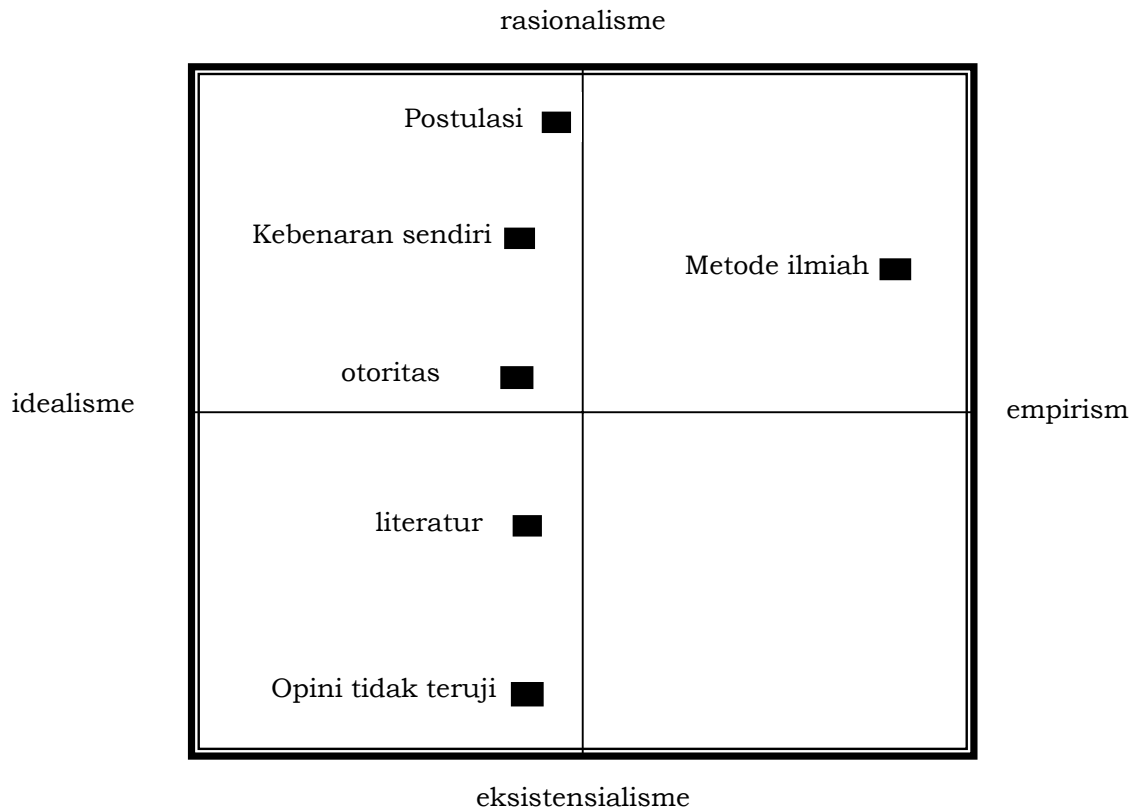 rasionalisme
Postulasi
Kebenaran sendiri
Metode ilmiah
otoritas
idealisme
empirism
literatur
Opini tidak teruji
eksistensialisme